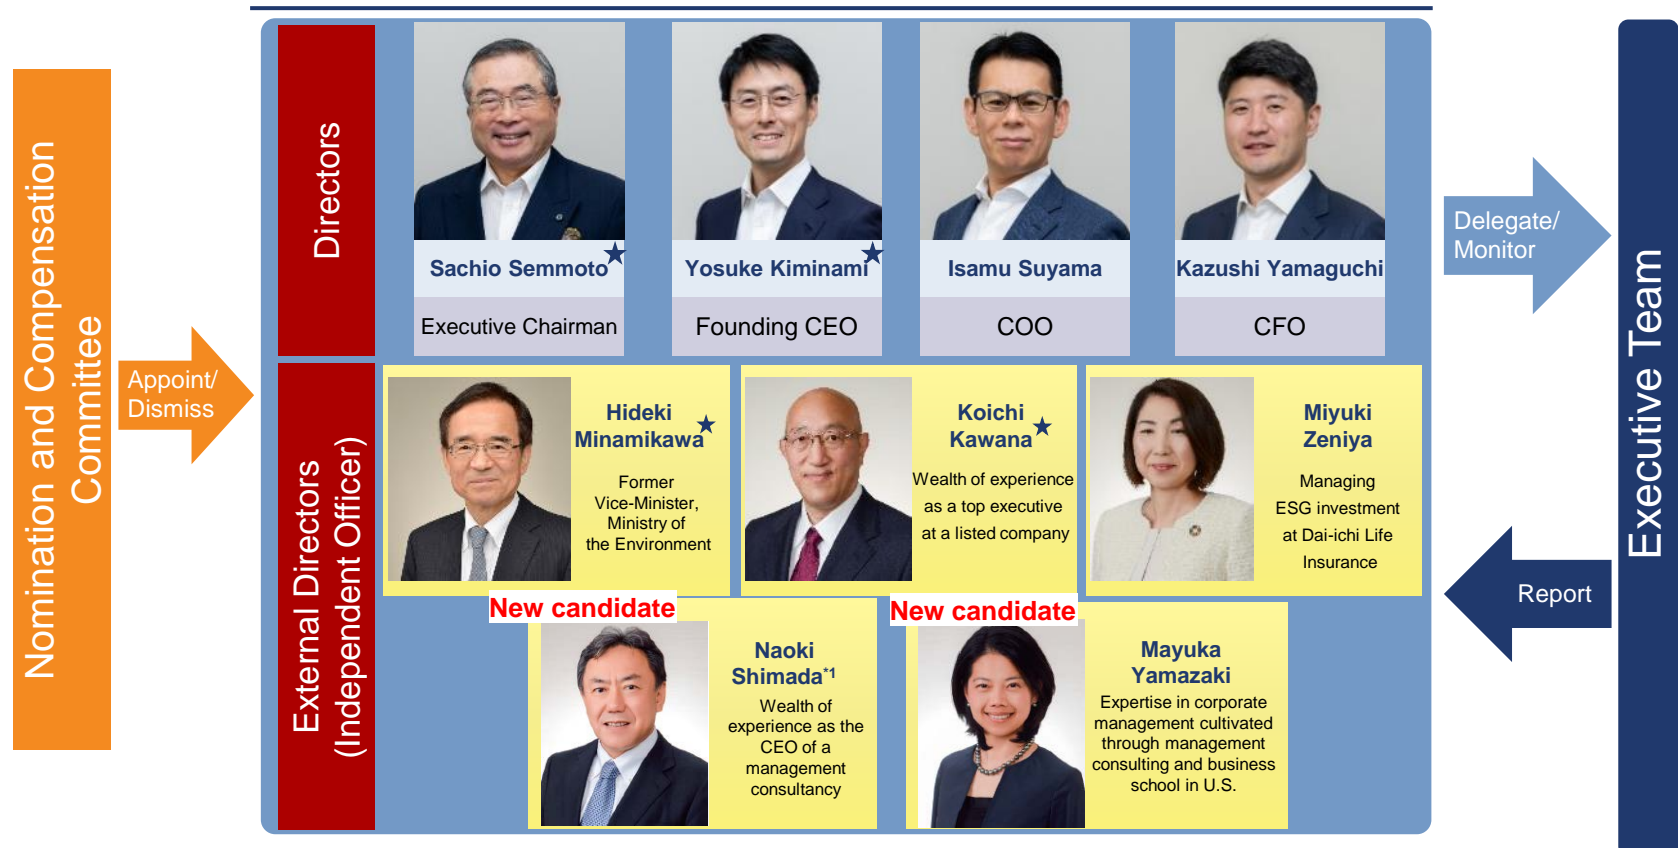 Nomination and Compensation
Committee
Appoint/
Dismiss
Directors
Sachio Semmoto★
Executive Chairman
Yosuke Kiminami★
Founding CEO
Isamu Suyama
COO
Kazushi Yamaguchi
CFO
External Directors
(Independent Officer)
Hideki
Minamikawa★
Former
Vice-Minister,
Ministry of
the Environment
Koichi
Kawana★
Wealth of experience
as a top executive
at a listed company
Miyuki
Zeniya
Managing
ESG investment
at Dai-ichi Life
Insurance
New candidate
Naoki
Shimada*1
Wealth of
experience as the
CEO of a
management
consultancy
New candidate
Mayuka
Yamazaki
Expertise in corporate
management cultivated
through management
consulting and business
school in U.S.
Delegate/
Monitor
Report
Executive Team